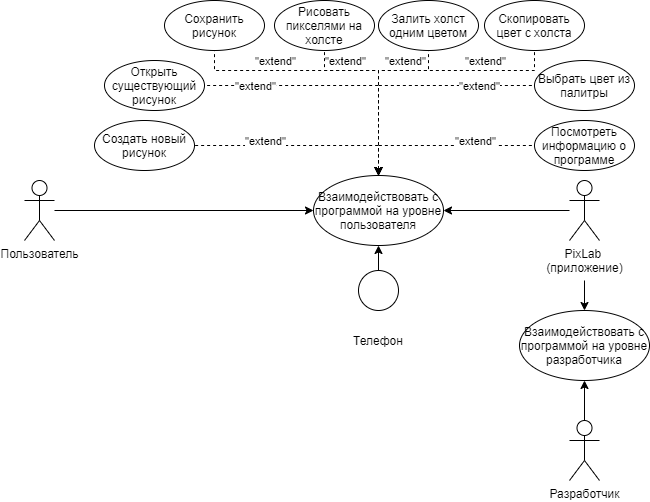 Сохранить
рисунок
Рисовать
пикселями на
холсте
Залить холст
одним цветом
Скопировать
цвет с холста
"extend"
"extend"
"extend"
"extend"
Открыть
существующий
рисунок
"extend"
"extend"
Выбрать цвет из
палитры
Создать новый
рисунок
"extend"
"extend"
Посмотреть
информацию о
программе
Взаимодействовать с
программой на уровне
пользователя
Пользователь
PixLab
(приложение)
Телефон
Взаимодействовать с
программой на уровне
разработчика
Разработчик